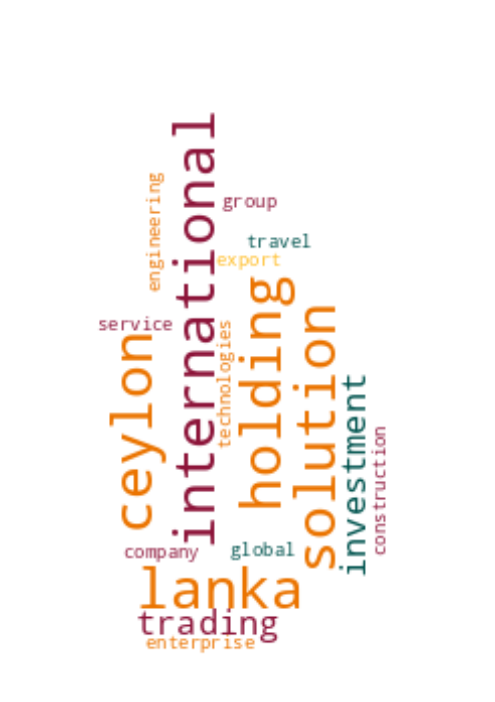 international
engineering
group
travel
export
holding
solution
service
technologies
ceylon
investment
construction
company
global
lanka
trading
enterprise